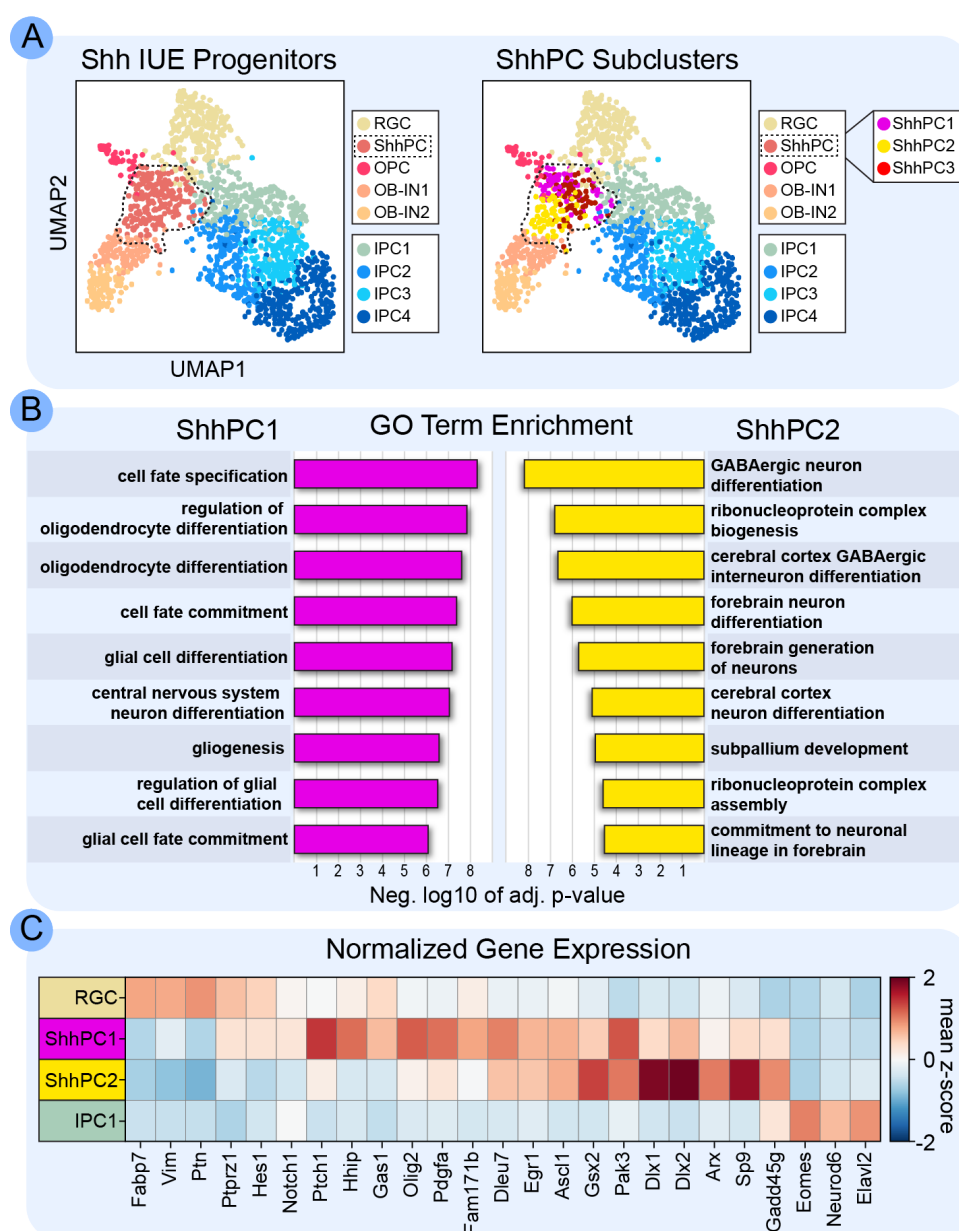 A
Shh IUE Progenitors
ShhPC Subclusters
UMAP2
UMAP1
RGC
ShhPC
OPC
OB-IN1
OB-IN2
IPC1
IPC2
IPC3
IPC4
RGC
ShhPC
OPC
OB-IN1
OB-IN2
IPC1
IPC2
IPC3
IPC4
ShhPC1
ShhPC2
ShhPC3
B
ShhPC1
GO Term Enrichment
ShhPC2
cell fate specification
regulation of
oligodendrocyte differentiation
oligodendrocyte differentiation
cell fate commitment
glial cell differentiation
central nervous system
neuron differentiation
gliogenesis
regulation of glial
cell differentiation
glial cell fate commitment
GABAergic neuron
differentiation
ribonucleoprotein complex
biogenesis
cerebral cortex GABAergic
interneuron differentiation
forebrain neuron
differentiation
forebrain generation
of neurons
cerebral cortex
neuron differentiation
subpallium development
ribonucleoprotein complex
assembly
commitment to neuronal
lineage in forebrain
1 2 3 4 5 6 7 8
8 7 6 5 4 3 2 1
Neg. log10 of adj. p-value
C
Normalized Gene Expression
RGC
ShhPC1
ShhPC2
IPC1
Fabp7
Vim
Ptn
Ptprz1
Hes1
Notch1
Ptch1
Hhip
Gas1
Olig2
Pdgfa
Fam171b
Dleu7
Egr1
Ascl1
Gsx2
Pak3
Dlx1
Dlx2
Arx
Sp9
Gadd45g
Eomes
Neurod6
Elavl2
2
0
-2
mean z-score